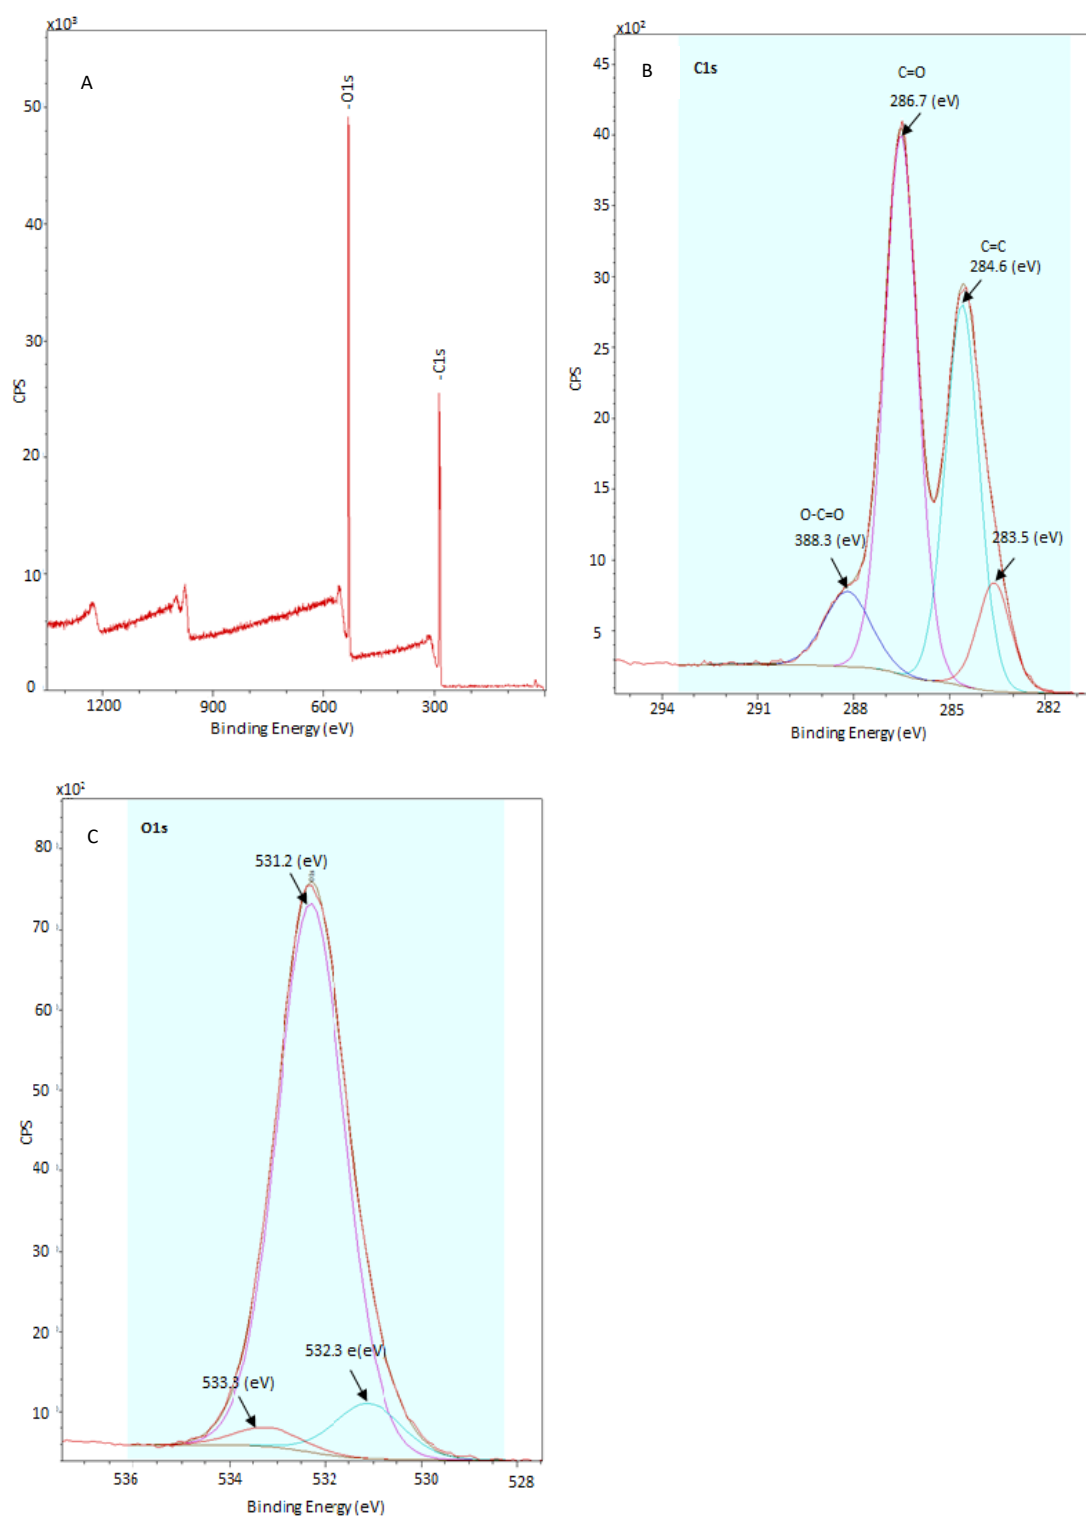 x10³
A
-O1s
-C1s
50
40
30
20
10
0
CPS
1200 900 600 300
Binding Energy (eV)
x10²
B
C1s
C=O
286.7 (eV)
C=C
284.6 (eV)
O-C=O
388.3 (eV)
283.5 (eV)
45
40
35
30
25
20
15
10
5
CPS
294 291 288 285 282
Binding Energy (eV)
x10²
C
O1s
531.2 (eV)
532.3 e(eV)
533.3 (eV)
80
70
60
50
40
30
20
10
CPS
536 534 532 530 528
Binding Energy (eV)